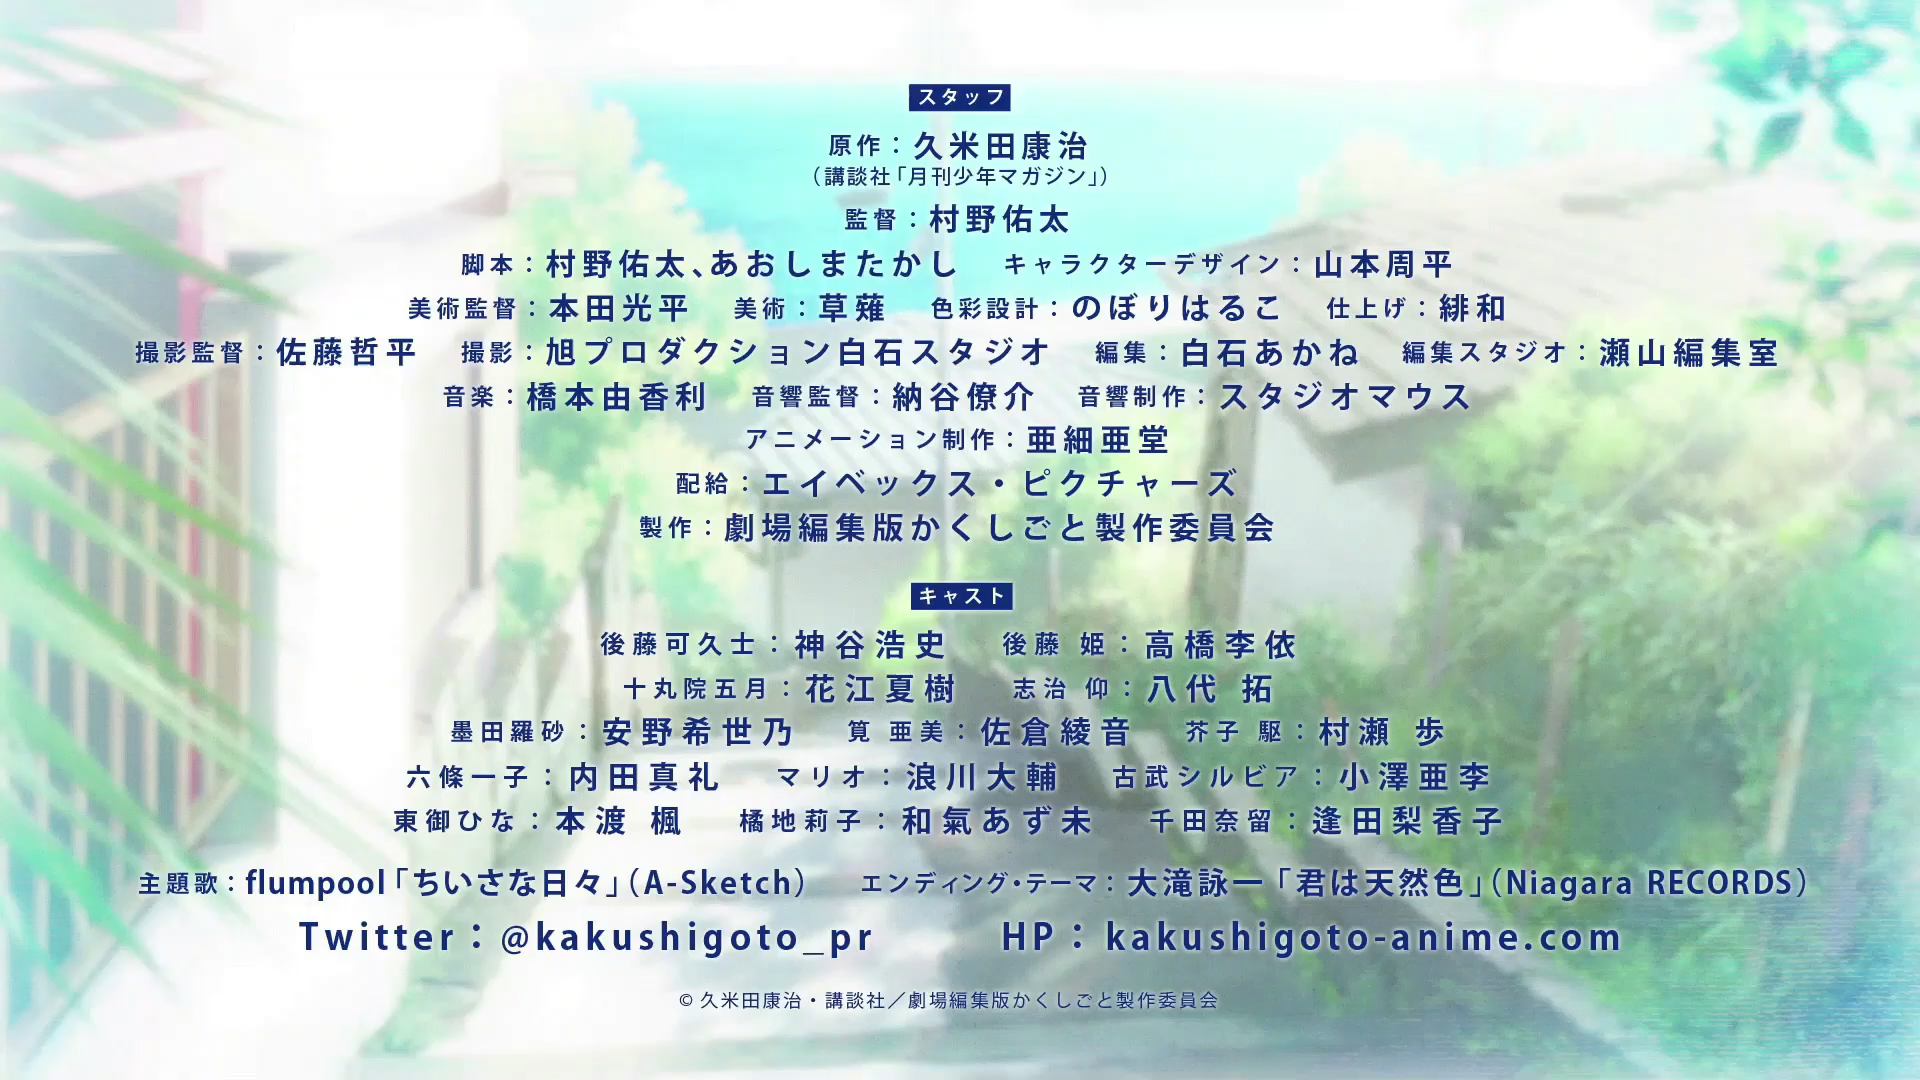 スタッフ
原作：久米田康治
（講談社「月刊少年マガジン」）
監督：村野佑太
脚本：村野佑太、あおしまたかし　キャラクターデザイン：山本周平
美術監督：本田光平　美術：草薙　色彩設計：のぼりはるこ　仕上げ：緋和
撮影監督：佐藤哲平　撮影：旭プロダクション白石スタジオ　編集：白石あかね　編集スタジオ：瀬山編集室
音楽：橋本由香利　音響監督：納谷僚介　音響制作：スタジオマウス
アニメーション制作：亜細亜堂
配給：エイベックス・ピクチャーズ
製作：劇場編集版かくしごと製作委員会
キャスト
後藤可久士：神谷浩史　後藤 姫：高橋李依
十丸院五月：花江夏樹　志治 仰：八代 拓
墨田羅砂：安野希世乃　筧 亜美：佐倉綾音　芥子 駆：村瀬 歩
六條一子：内田真礼　マリオ：浪川大輔　古武シルビア：小澤亜李
東御ひな：本渡 楓　橘地莉子：和氣あず未　千田奈留：逢田梨香子
主題歌：flumpool「ちいさな日々」（A-Sketch）　エンディング・テーマ：大滝詠一「君は天然色」（Niagara RECORDS）
Twitter：@kakushigoto_pr　HP：kakushigoto-anime.com
© 久米田康治・講談社／劇場編集版かくしごと製作委員会